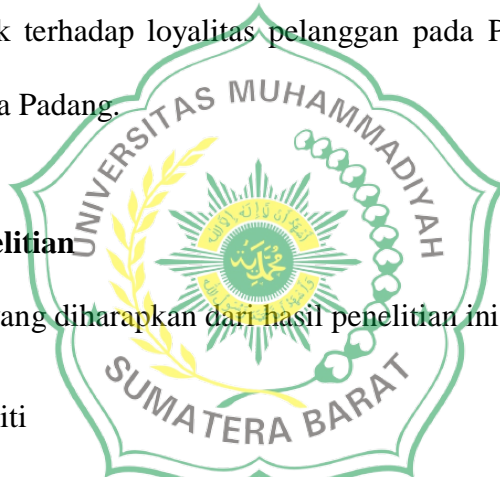 k terhadap loyalitas pelanggan pada P
a Padang.
UNIVERSITAS MUHAMMADIYAH
elitian
ang diharapkan dari hasil penelitian ini
SUMATERA BARAT
iti